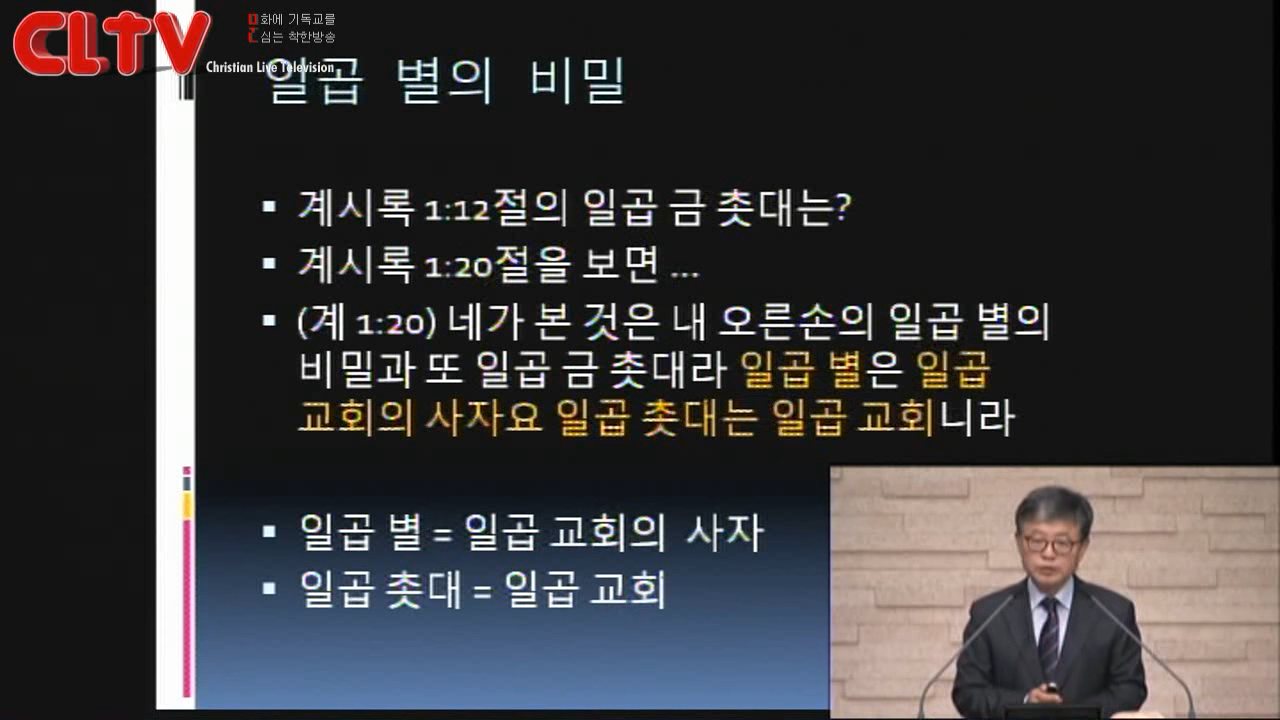 CLTV
문화에 기독교를
심는 착한방송
Christian Live Television
일곱 별의 비밀
계시록 1:12절의 일곱 금 촛대는?
계시록 1:20절을 보면 ...
(계 1:20) 네가 본 것은 내 오른손의 일곱 별의
비밀과 또 일곱 금 촛대라 일곱 별은 일곱
교회의 사자요 일곱 촛대는 일곱 교회니라
일곱 별 = 일곱 교회의 사자
일곱 촛대 = 일곱 교회